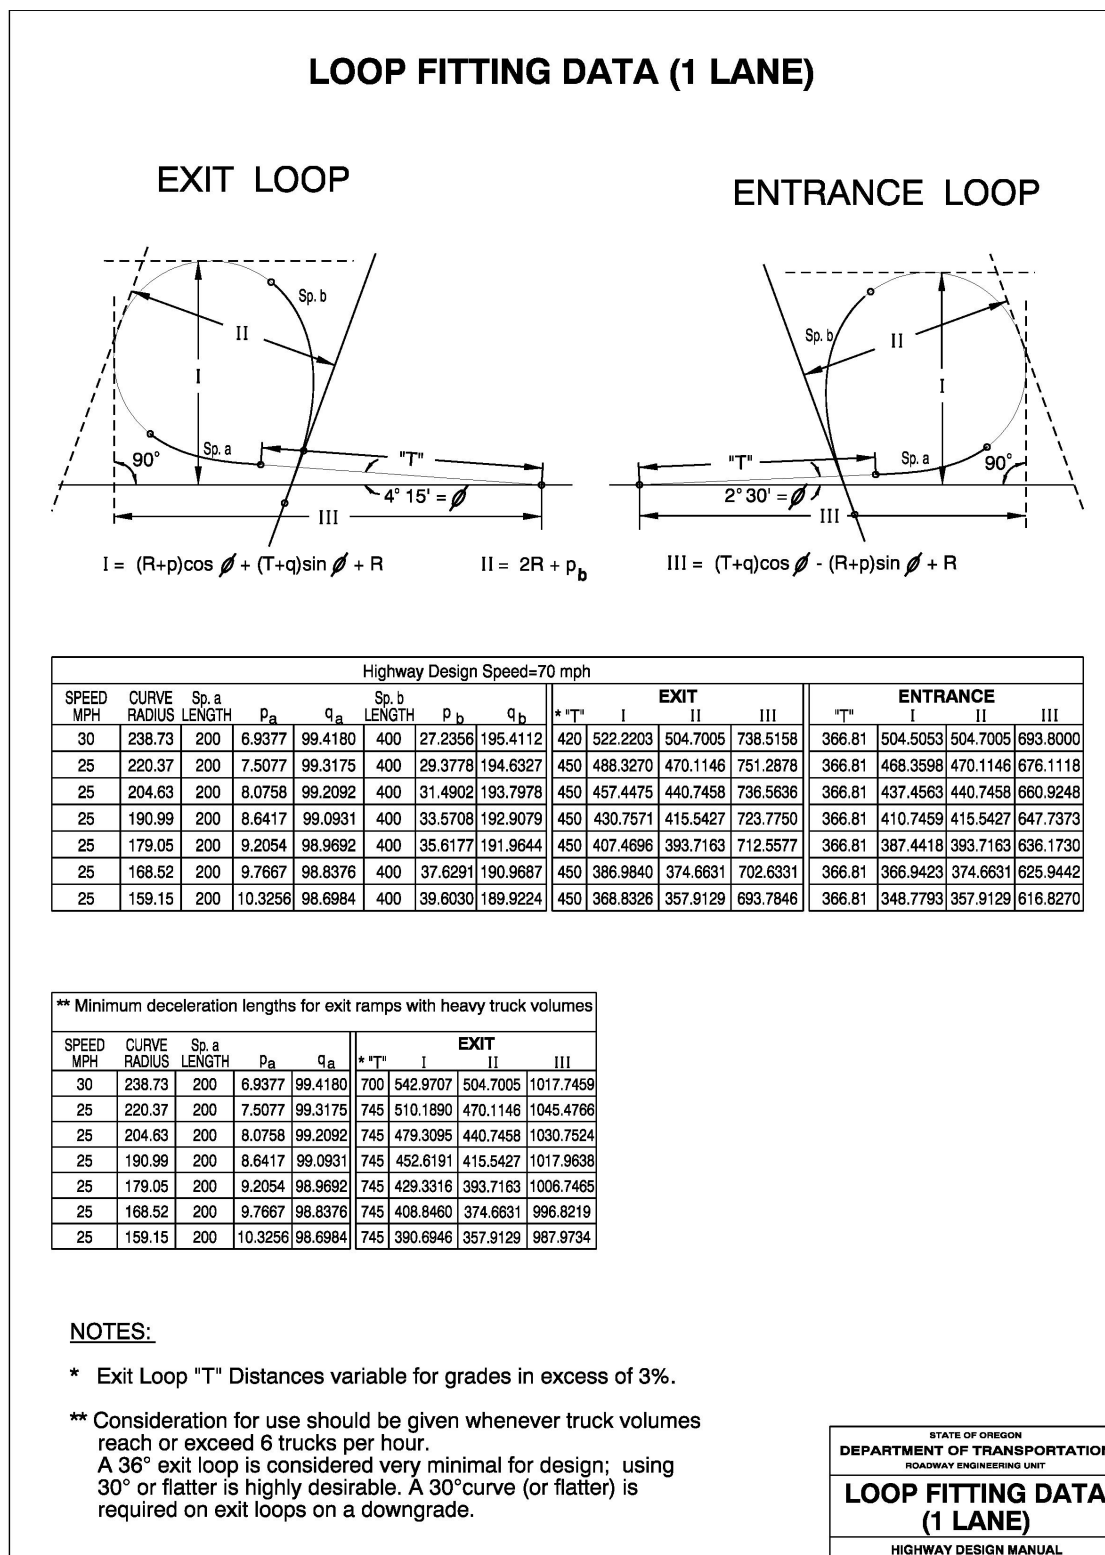 LOOP FITTING DATA (1 LANE)
EXIT LOOP
ENTRANCE LOOP
Sp. b
II
I
Sp. a
90°
"T"
4° 15' = ϕ
III
Sp. b
II
I
Sp. a
90°
"T"
2° 30' = ϕ
III
I = (R+p)cos ϕ + (T+q)sin ϕ + R
II = 2R + p_b
III = (T+q)cos ϕ - (R+p)sin ϕ + R
Highway Design Speed=70 mph
EXIT ENTRANCE
SPEED MPH CURVE RADIUS Sp. a LENGTH p_a q_a Sp. b LENGTH p_b q_b * "T" I II III "T" I II III
30 238.73 200 6.9377 99.4180 400 27.2356 195.4112 420 522.2203 504.7005 738.5158 366.81 504.5053 504.7005 693.8000
25 220.37 200 7.5077 99.3175 400 29.3778 194.6327 450 488.3270 470.1146 751.2878 366.81 468.3598 470.1146 676.1118
25 204.63 200 8.0758 99.2092 400 31.4902 193.7978 450 457.4475 440.7458 736.5636 366.81 437.4563 440.7458 660.9248
25 190.99 200 8.6417 99.0931 400 33.5708 192.9079 450 430.7571 415.5427 723.7750 366.81 410.7459 415.5427 647.7373
25 179.05 200 9.2054 98.9692 400 35.6177 191.9644 450 407.4696 393.7163 712.5577 366.81 387.4418 393.7163 636.1730
25 168.52 200 9.7667 98.8376 400 37.6291 190.9687 450 386.9840 374.6631 702.6331 366.81 366.9423 374.6631 625.9442
25 159.15 200 10.3256 98.6984 400 39.6030 189.9224 450 368.8326 357.9129 693.7846 366.81 348.7793 357.9129 616.8270
** Minimum deceleration lengths for exit ramps with heavy truck volumes
EXIT
SPEED MPH CURVE RADIUS Sp. a LENGTH p_a q_a * "T" I II III
30 238.73 200 6.9377 99.4180 700 542.9707 504.7005 1017.7459
25 220.37 200 7.5077 99.3175 745 510.1890 470.1146 1045.4766
25 204.63 200 8.0758 99.2092 745 479.3095 440.7458 1030.7524
25 190.99 200 8.6417 99.0931 745 452.6191 415.5427 1017.9638
25 179.05 200 9.2054 98.9692 745 429.3316 393.7163 1006.7465
25 168.52 200 9.7667 98.8376 745 408.8460 374.6631 996.8219
25 159.15 200 10.3256 98.6984 745 390.6946 357.9129 987.9734
NOTES:
* Exit Loop "T" Distances variable for grades in excess of 3%.
** Consideration for use should be given whenever truck volumes
reach or exceed 6 trucks per hour.
A 36° exit loop is considered very minimal for design; using
30° or flatter is highly desirable. A 30°curve (or flatter) is
required on exit loops on a downgrade.
STATE OF OREGON
DEPARTMENT OF TRANSPORTATION
ROADWAY ENGINEERING UNIT
LOOP FITTING DATA
(1 LANE)
HIGHWAY DESIGN MANUAL